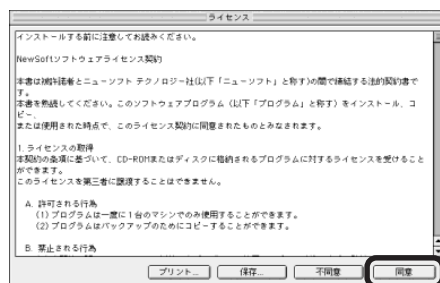 ライセンス
インストールする前に注意してお読みください。
NewSoftソフトウェアライセンス契約
本書は被許諾者とニューソフト テクノロジー社(以下「ニューソフト」と称す)の間で締結する法的契約書で
す。
本書を熟読してください。このソフトウェアプログラム（以下「プログラム」と称す）をインストール、コ
ピー、
または使用された時点で、このライセンス契約に同意されたものとみなされます。
1. ライセンスの取得
本契約の条項に基づいて、CD-ROMまたはディスクに格納されるプログラムに対するライセンスを受けること
ができます。
このライセンスを第三者に譲渡することはできません。
A. 許可される行為
(1) プログラムは一度に１台のマシンでのみ使用することができます。
(2) プログラムはバックアップのためにコピーすることができます。
B. 禁止される行為
プリント... 保存... 不同意 同意